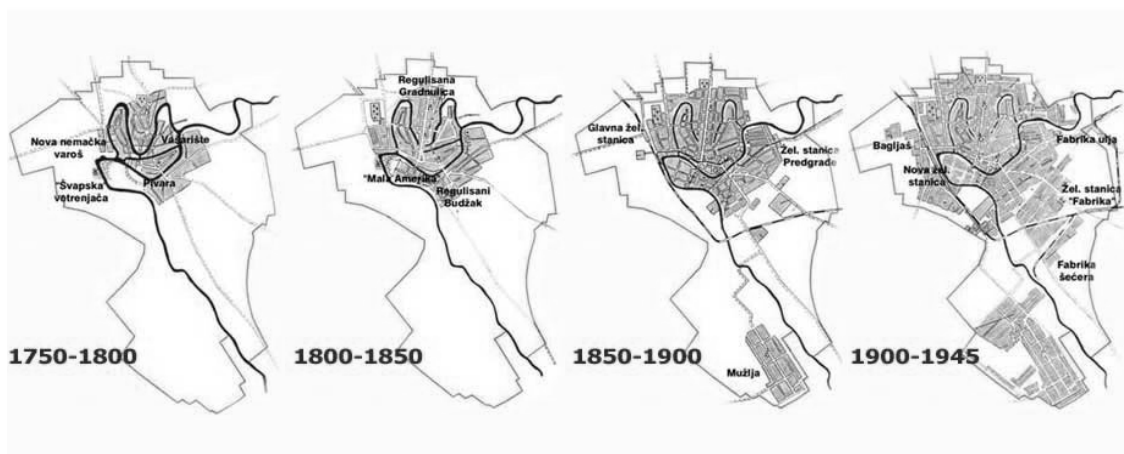 Nova nemačka
varoš
Vašarište
"Švapska
vetrenjača
Pivara
1750-1800
Regulisana
Gradnulica
"Mala Amerika"
Regulisani
Budžak
1800-1850
Glavna žel.
stanica
Žel. stanica
Predgrađe
Mužlja
1850-1900
Bagljaš
Fabrika ulja
Nova žel.
stanica
Žel. stanica
"Fabrika"
Fabrika
šećera
1900-1945